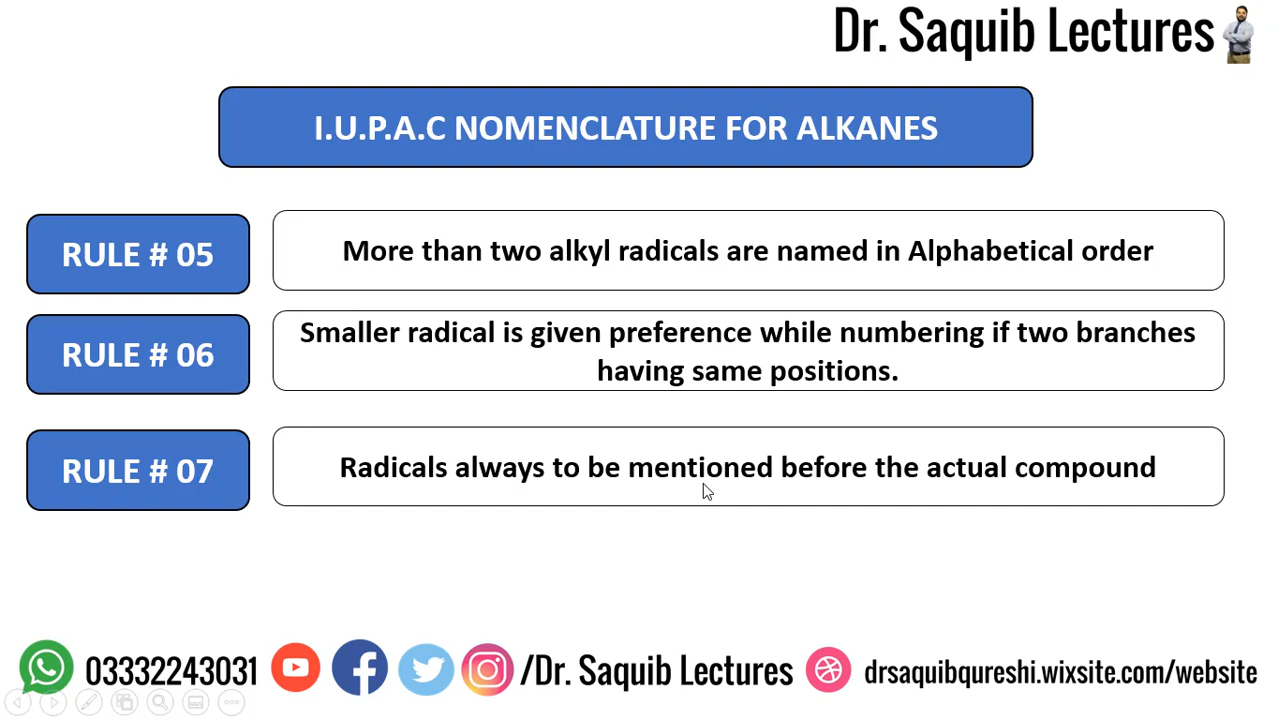 Dr. Saquib Lectures
I.U.P.A.C NOMENCLATURE FOR ALKANES
RULE # 05
More than two alkyl radicals are named in Alphabetical order
RULE # 06
Smaller radical is given preference while numbering if two branches
having same positions.
RULE # 07
Radicals always to be mentioned before the actual compound
03332243031
/Dr. Saquib Lectures
drsaquibqureshi.wixsite.com/website